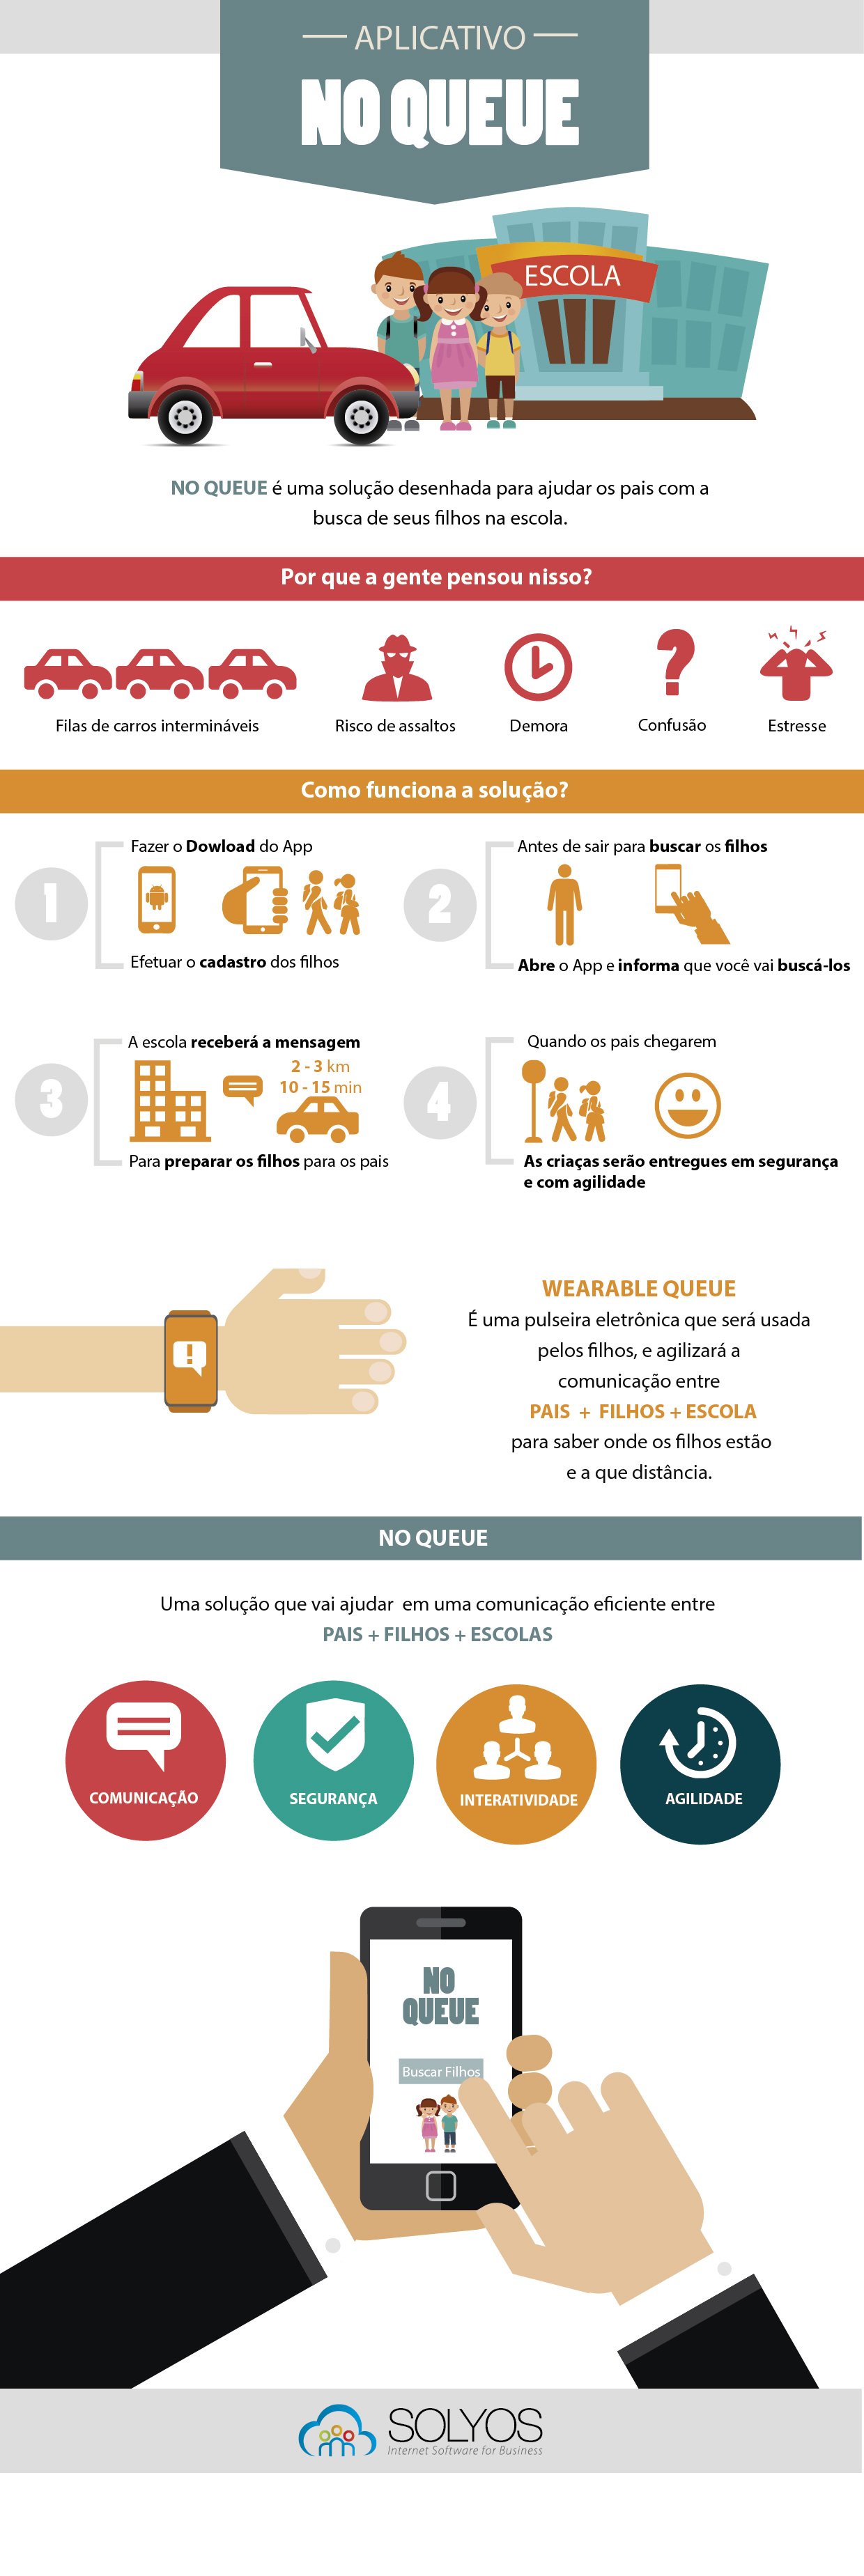 APLICATIVO
NO QUEUE
ESCOLA
NO QUEUE é uma solução desenhada para ajudar os pais com a
busca de seus filhos na escola.
Por que a gente pensou nisso?
Filas de carros intermináveis
Risco de assaltos
Demora
Confusão
Estresse
Como funciona a solução?
1
Fazer o Dowload do App
Efetuar o cadastro dos filhos
2
Antes de sair para buscar os filhos
Abre o App e informa que você vai buscá-los
3
A escola receberá a mensagem
2 - 3 km
10 - 15 min
Para preparar os filhos para os pais
4
Quando os pais chegarem
As criaças serão entregues em segurança
e com agilidade
WEARABLE QUEUE
É uma pulseira eletrônica que será usada
pelos filhos, e agilizará a
comunicação entre
PAIS + FILHOS + ESCOLA
para saber onde os filhos estão
e a que distância.
NO QUEUE
Uma solução que vai ajudar em uma comunicação eficiente entre
PAIS + FILHOS + ESCOLAS
COMUNICAÇÃO
SEGURANÇA
INTERATIVIDADE
AGILIDADE
NO
QUEUE
Buscar Filhos
SOLYOS
Internet Software for Business